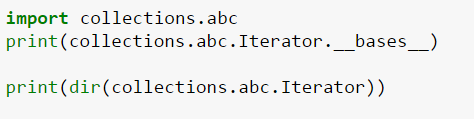 import collections.abc
print(collections.abc.Iterator.__bases__)
print(dir(collections.abc.Iterator))